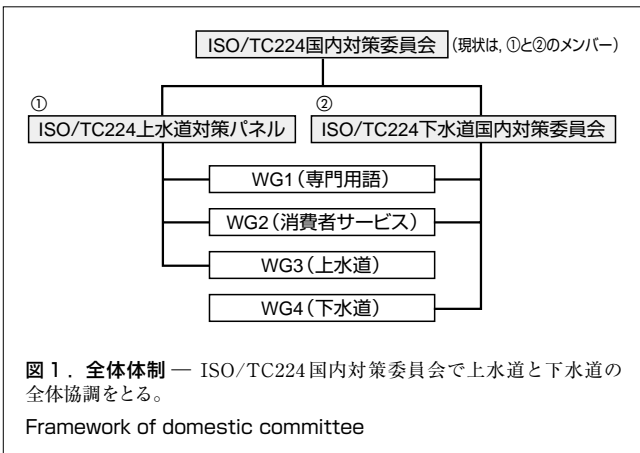 ISO/TC224国内対策委員会 (現状は, ①と②のメンバー)
① ②
ISO/TC224上水道対策パネル ISO/TC224下水道国内対策委員会
WG1(専門用語)
WG2(消費者サービス)
WG3(上水道)
WG4(下水道)
図1. 全体体制 — ISO/TC224国内対策委員会で上水道と下水道の
全体協調をとる。
Framework of domestic committee